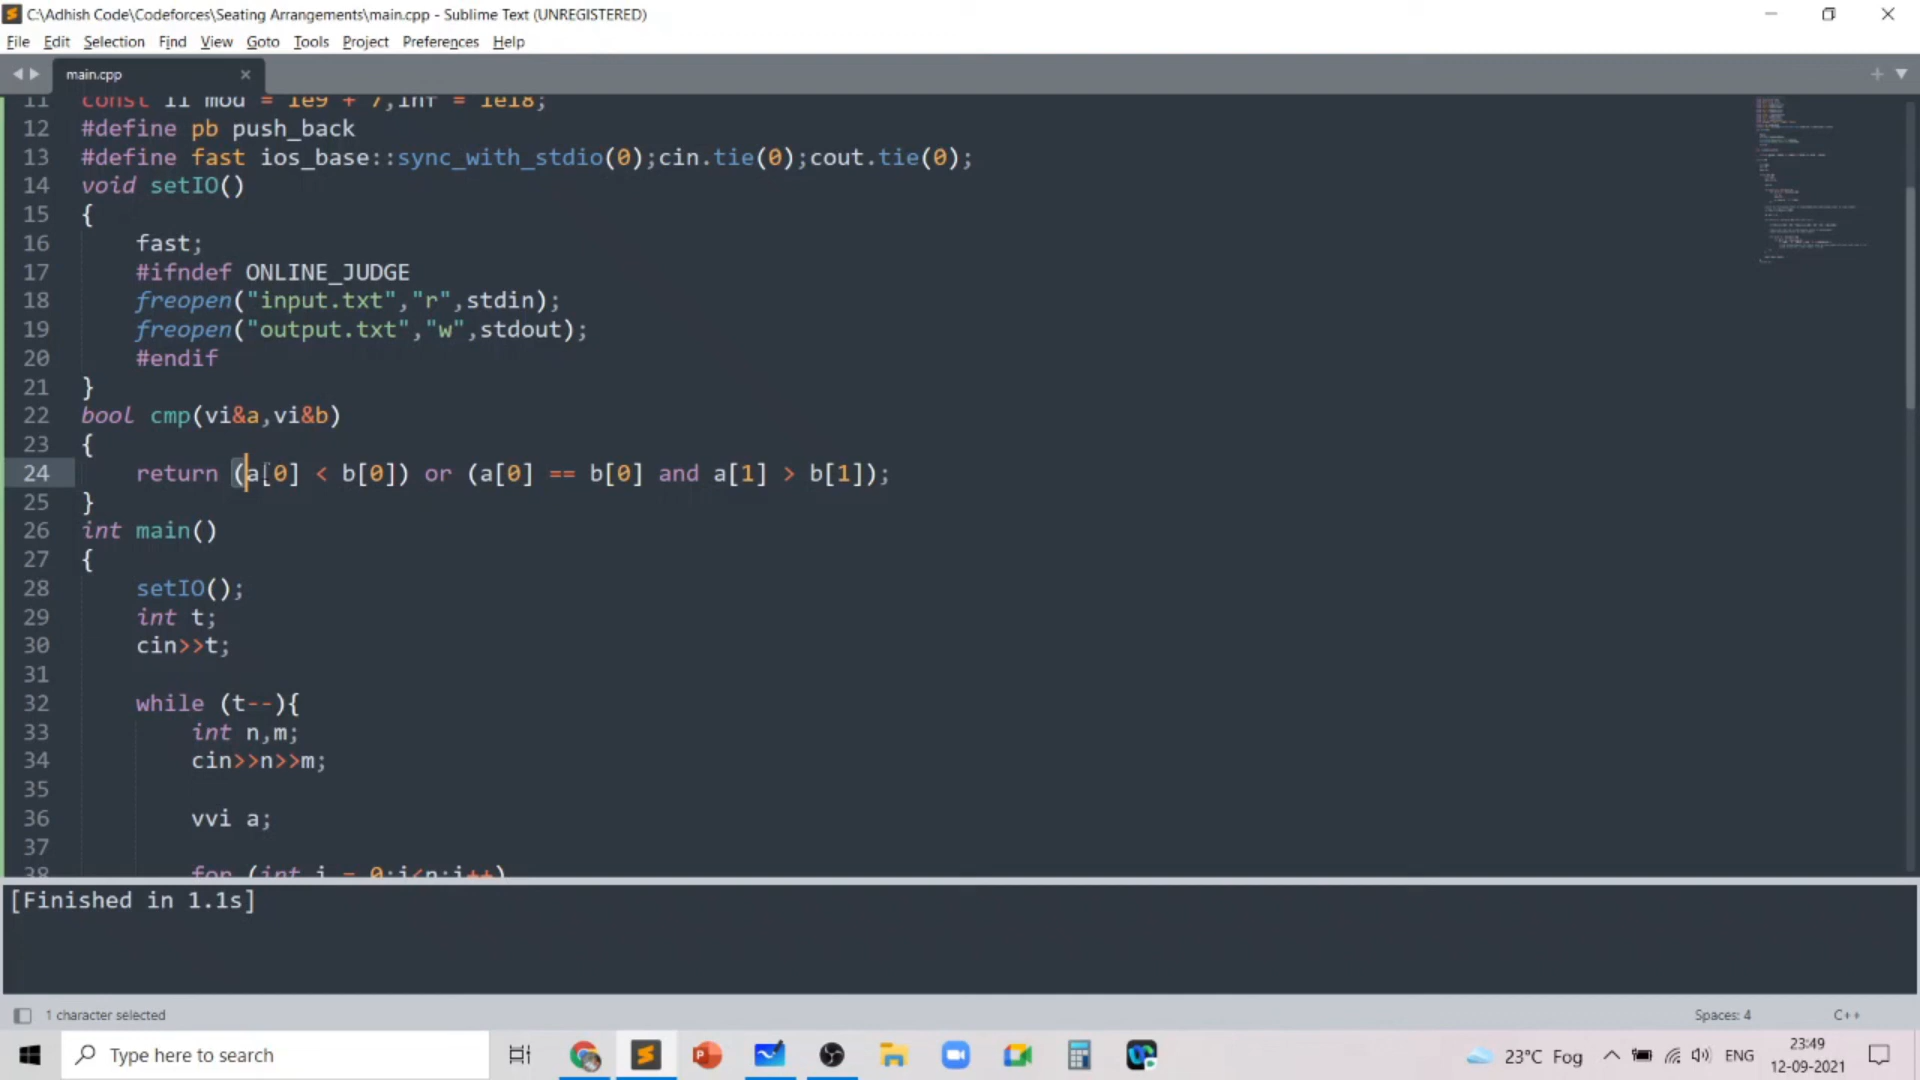 C:\Adhish Code\Codeforces\Seating Arrangements\main.cpp - Sublime Text (UNREGISTERED)
File Edit Selection Find View Goto Tools Project Preferences Help
main.cpp
11 const ll mod = 1e9 + 7,inf = 1e18;
12 #define pb push_back
13 #define fast ios_base::sync_with_stdio(0);cin.tie(0);cout.tie(0);
14 void setIO()
15 {
16 fast;
17 #ifndef ONLINE_JUDGE
18 freopen("input.txt","r",stdin);
19 freopen("output.txt","w",stdout);
20 #endif
21 }
22 bool cmp(vi&a,vi&b)
23 {
24 return (a[0] < b[0]) or (a[0] == b[0] and a[1] > b[1]);
25 }
26 int main()
27 {
28 setIO();
29 int t;
30 cin>>t;
31
32 while (t--){
33 int n,m;
34 cin>>n>>m;
35
36 vvi a;
37
38 for (int i = 0;i<n;i++)
[Finished in 1.1s]
1 character selected
Spaces: 4
C++
Type here to search
23°C Fog
ENG
23:49
12-09-2021